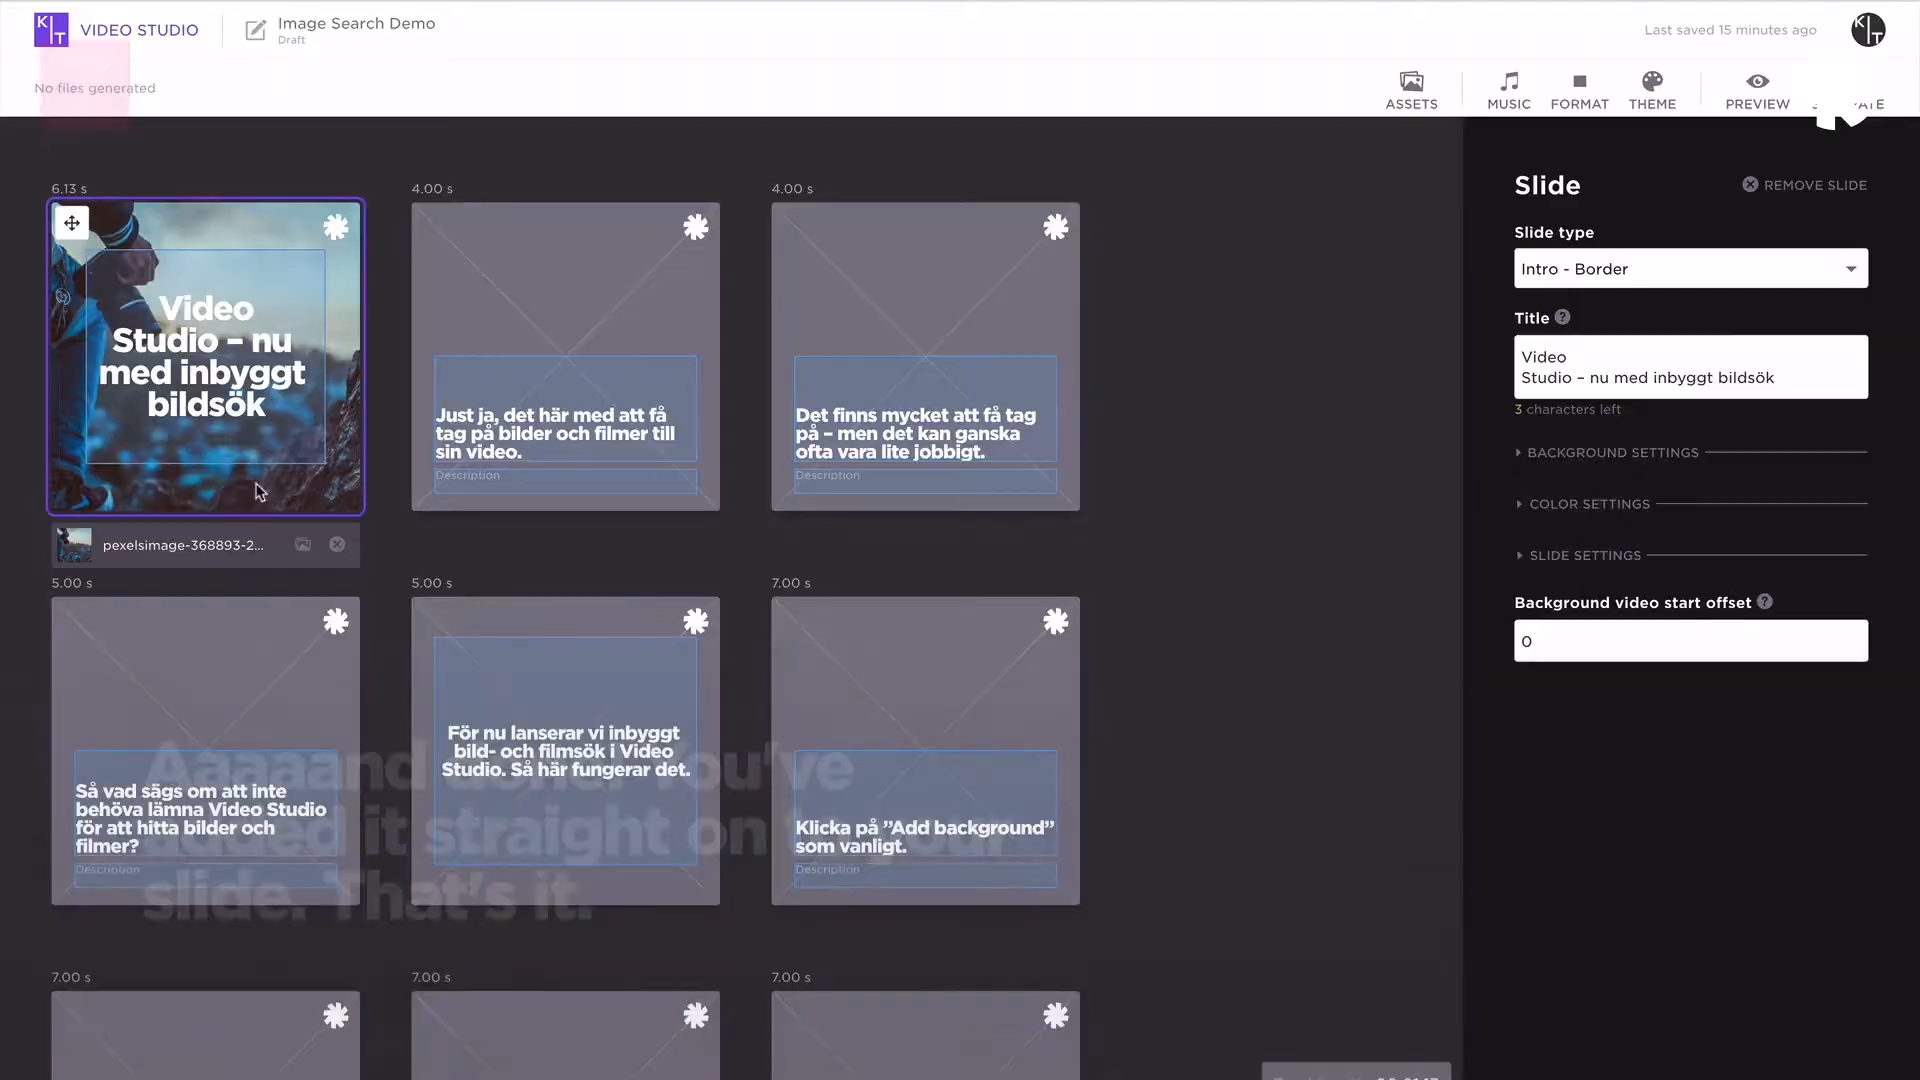 K|T VIDEO STUDIO
Image Search Demo
Draft
Last saved 15 minutes ago
K|T
No files generated
ASSETS
MUSIC
FORMAT
THEME
PREVIEW
6.13 s
4.00 s
4.00 s
Video
Studio – nu
med inbyggt
bildsök
Just ja, det här med att få
tag på bilder och filmer till
sin video.
Description
Det finns mycket att få tag
på – men det kan ganska
ofta vara lite jobbigt.
Description
pexelsimage-368893-2...
5.00 s
5.00 s
7.00 s
Så vad sägs om att inte
behöva lämna Video Studio
för att hitta bilder och
filmer?
Description
För nu lanserar vi inbyggt
bild- och filmsök i Video
Studio. Så här fungerar det.
Klicka på ”Add background”
som vanligt.
Description
Aaaaand done! You've
added it straight on to your
slide. That's it.
7.00 s
7.00 s
7.00 s
Slide
REMOVE SLIDE
Slide type
Intro - Border
Title ?
Video
Studio – nu med inbyggt bildsök
3 characters left
BACKGROUND SETTINGS
COLOR SETTINGS
SLIDE SETTINGS
Background video start offset ?
0